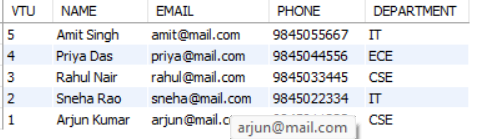 VTU NAME EMAIL PHONE DEPARTMENT
5 Amit Singh amit@mail.com 9845055667 IT
4 Priya Das priya@mail.com 9845044556 ECE
3 Rahul Nair rahul@mail.com 9845033445 CSE
2 Sneha Rao sneha@mail.com 9845022334 IT
1 Arjun Kumar arjun@mail.com CSE
arjun@mail.com